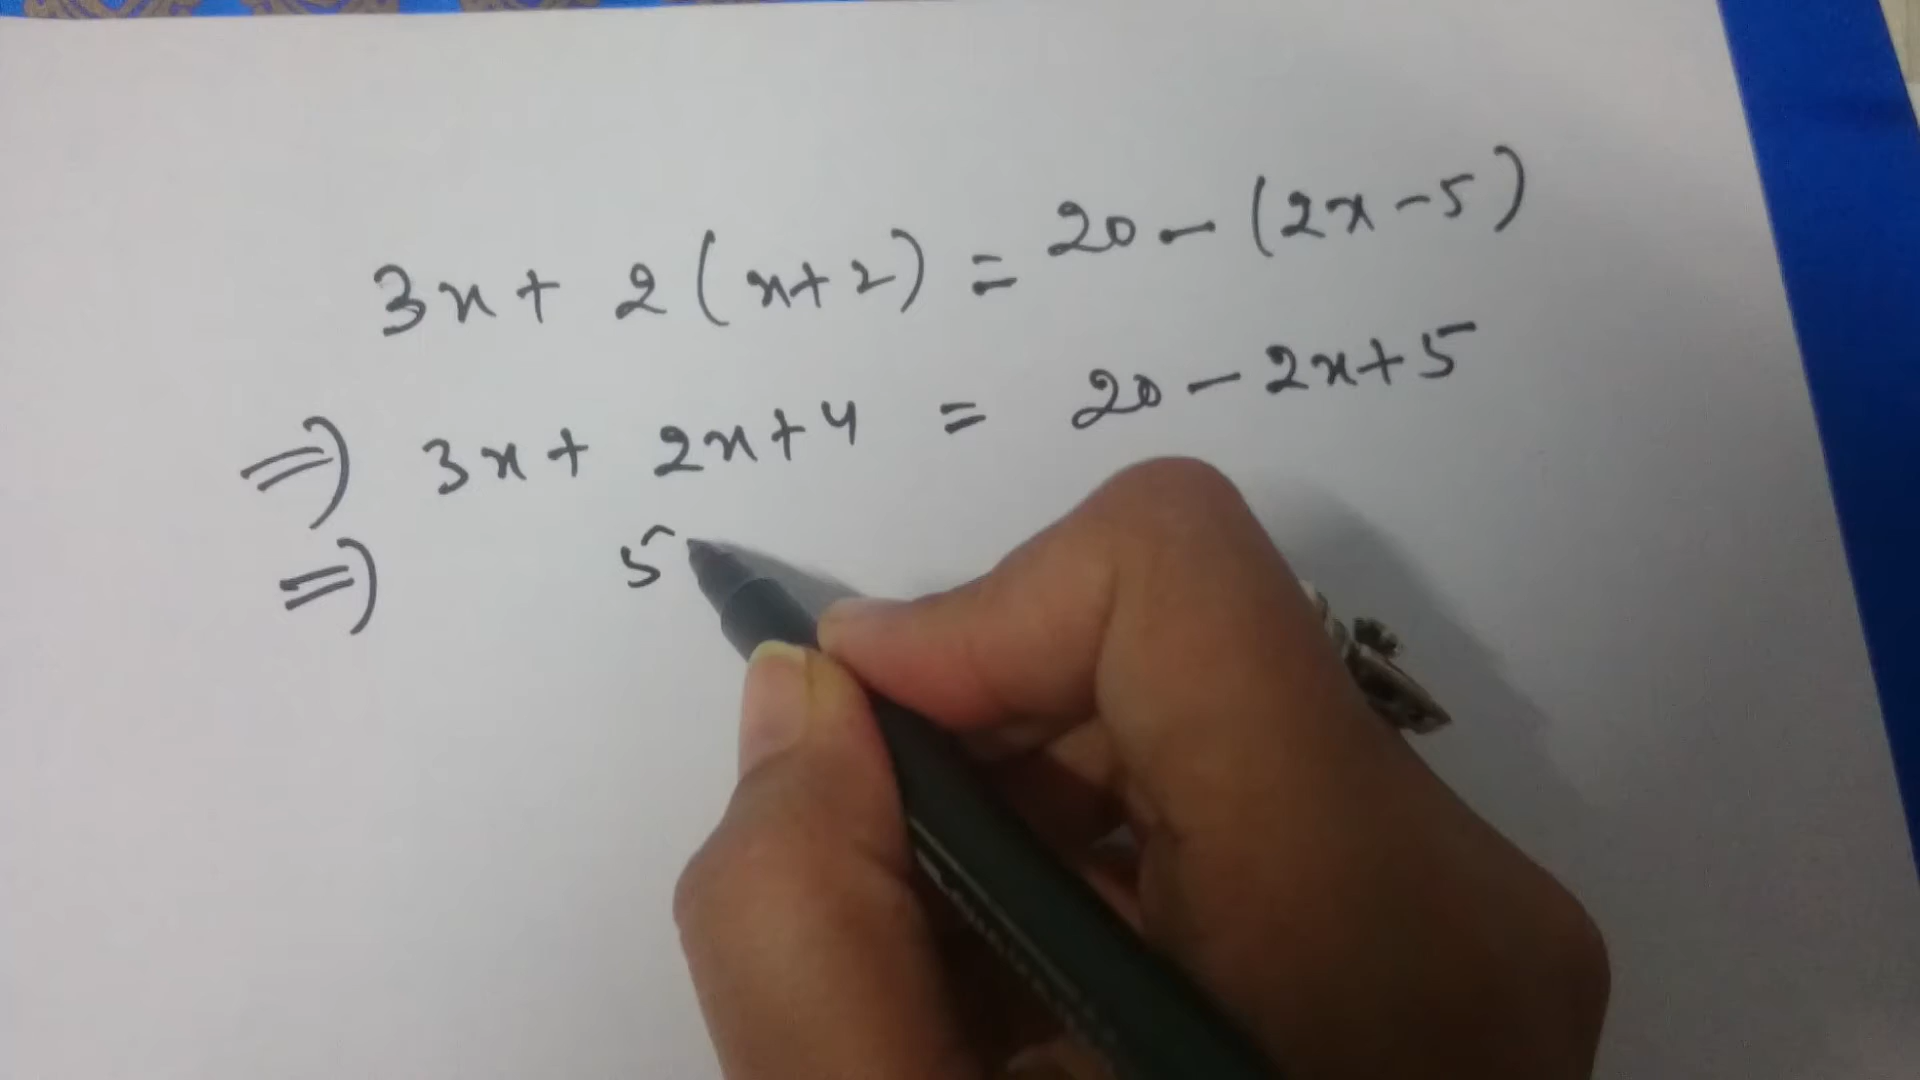 3x + 2(x+2) = 20 - (2x-5)
⇒ 3x + 2x+4 = 20 - 2x+5
⇒ 5